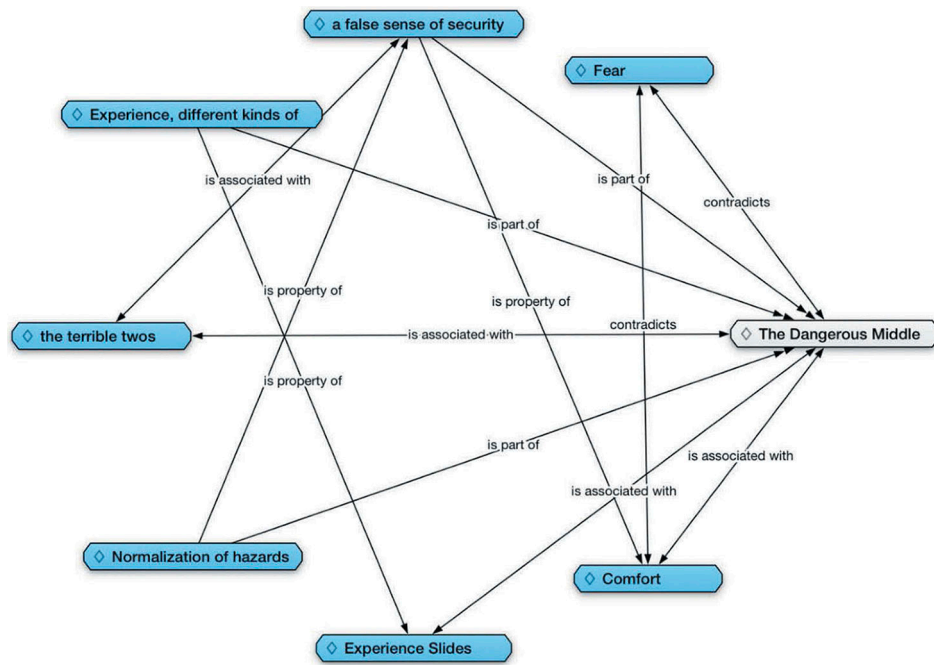 a false sense of security
Fear
Experience, different kinds of
is associated with
is part of
contradicts
is part of
is property of
is property of
the terrible twos
is associated with
contradicts
The Dangerous Middle
is property of
is part of
is associated with
is associated with
Normalization of hazards
Comfort
Experience Slides